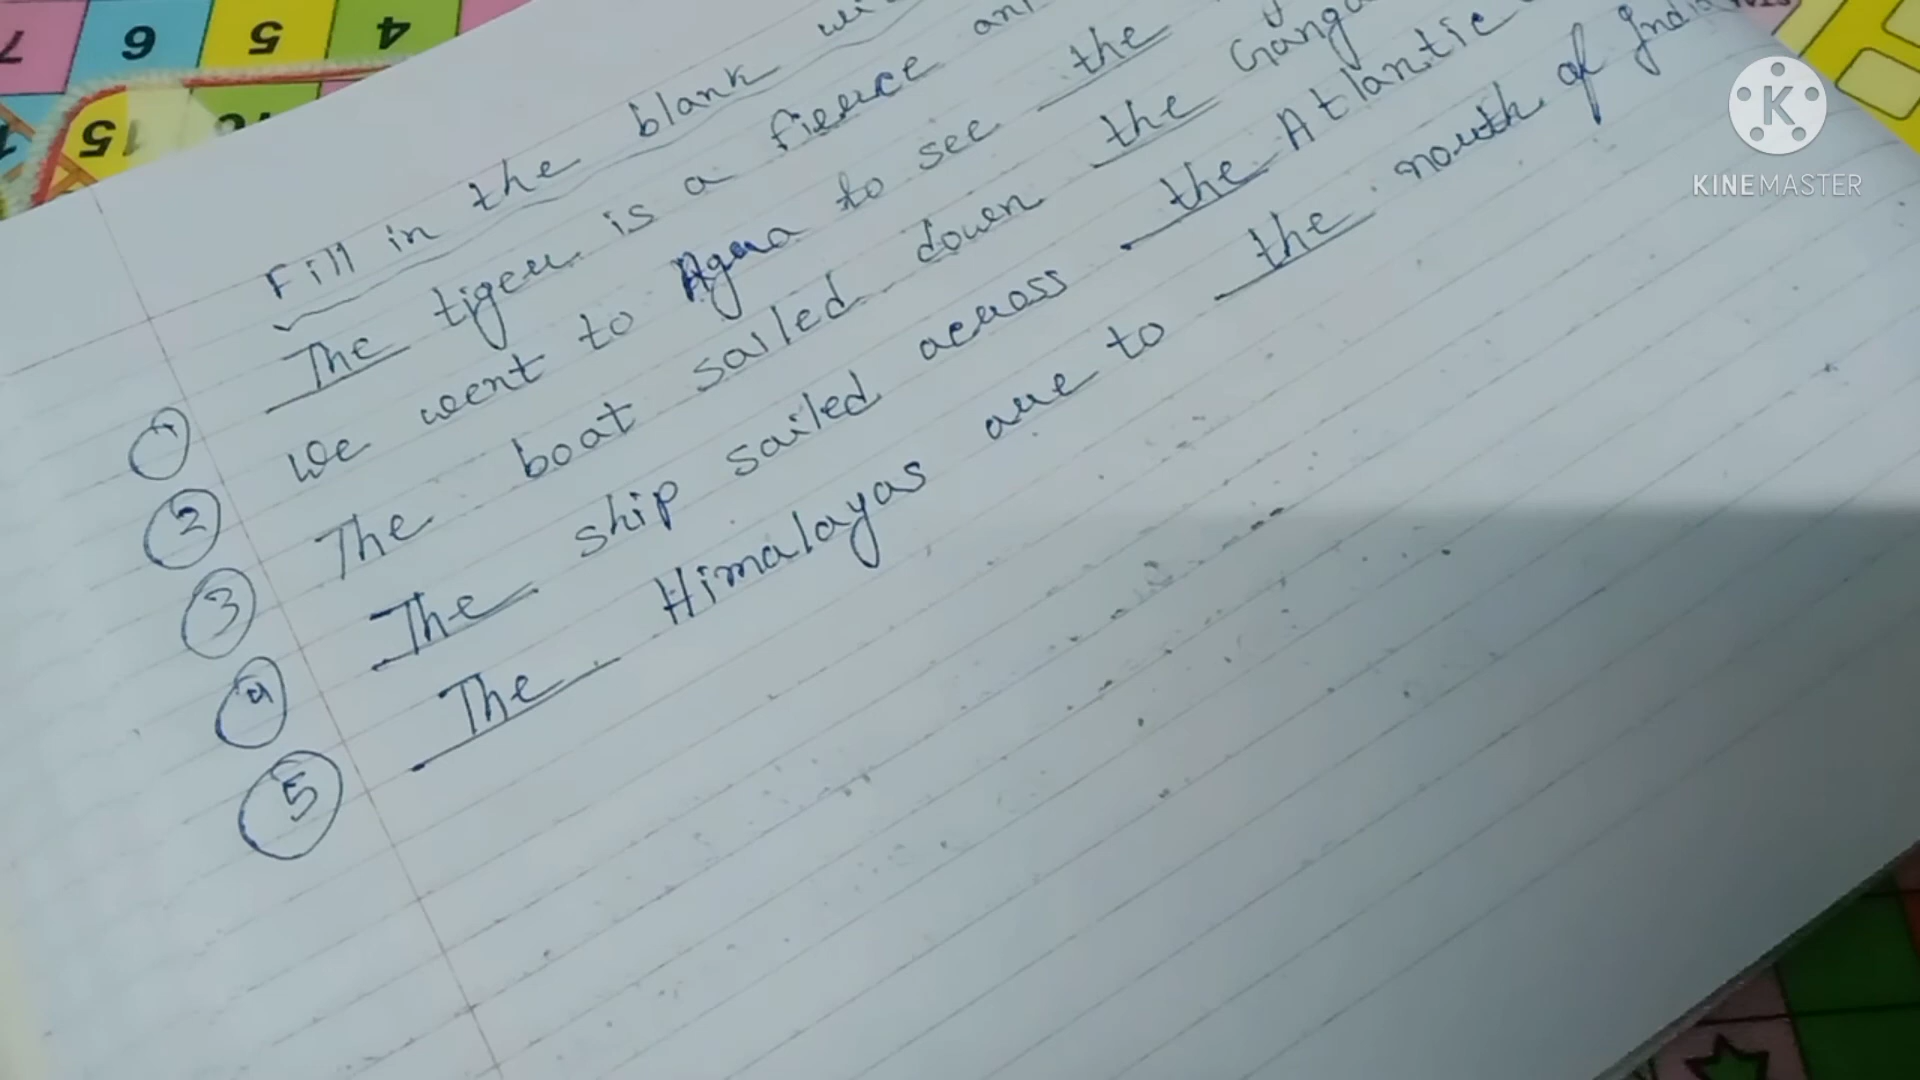 7 6 5 4
15
Fill in the blank
① The tiger is a fierce
② We went to Agra to see the
③ The boat sailed down the
④ The ship sailed across the Atlantic
⑤ The Himalayas are to the north of India
KINEMASTER